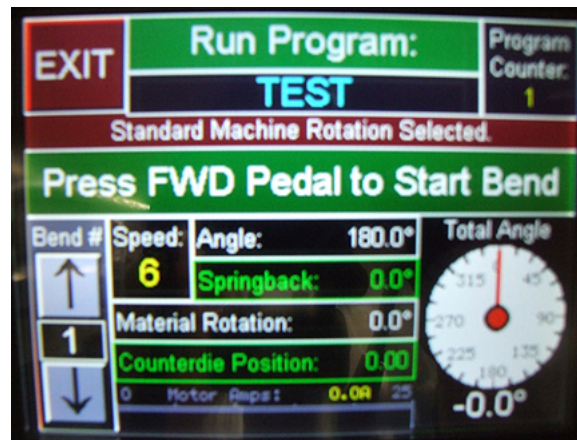 EXIT
Run Program:
TEST
Program
Counter:
1
Standard Machine Rotation Selected.
Press FWD Pedal to Start Bend
Bend #
1
Speed:
6
Angle: 180.0°
Springback: 0.0°
Material Rotation: 0.0°
Counterdie Position: 0.00
0 Motor Amps: 0.0A 25
Total Angle
315 45
270 90
225 135
180
-0.0°